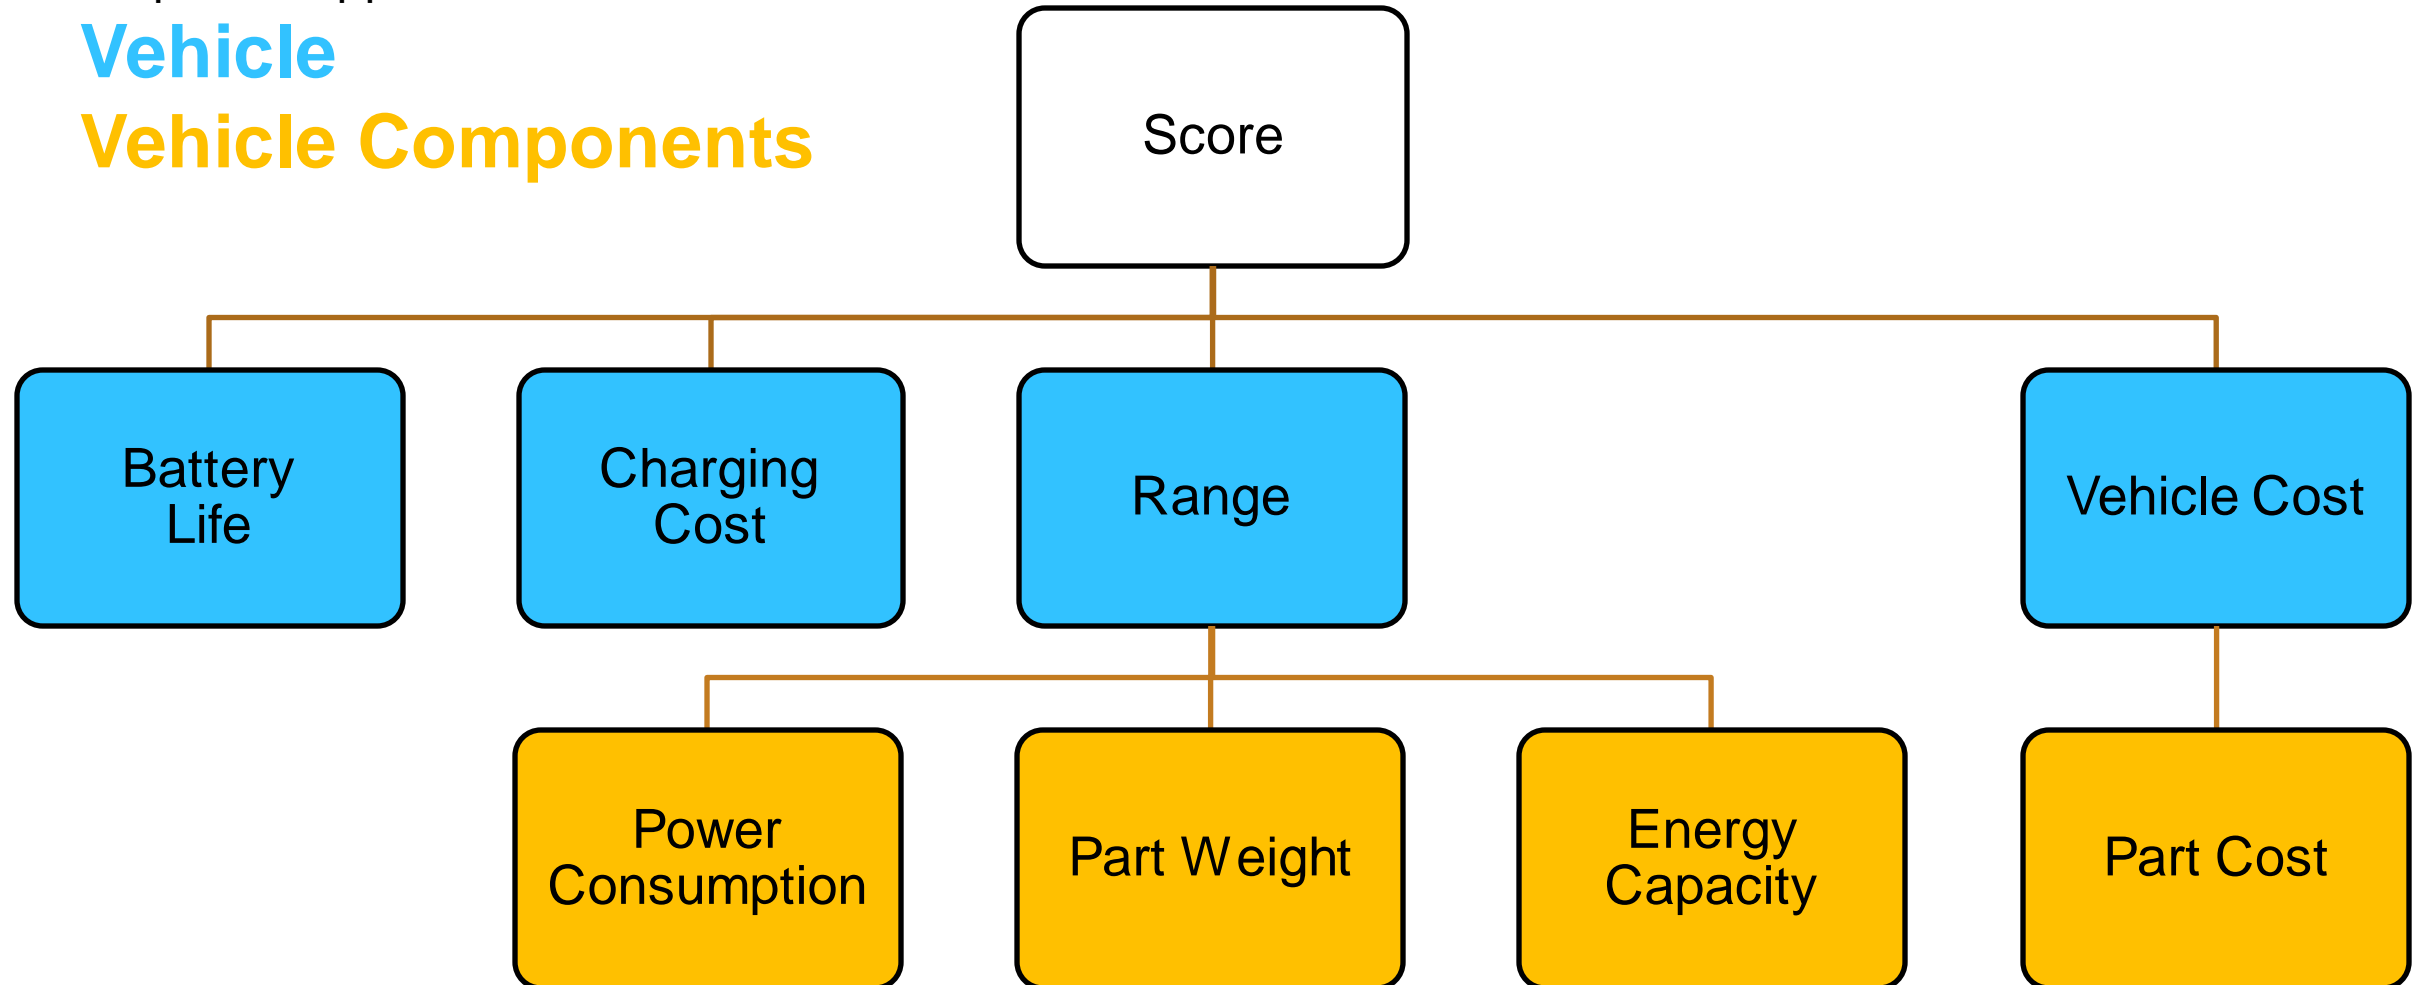 Vehicle
Vehicle Components
Score
Battery
Life
Charging
Cost
Range
Vehicle Cost
Power
Consumption
Part Weight
Energy
Capacity
Part Cost